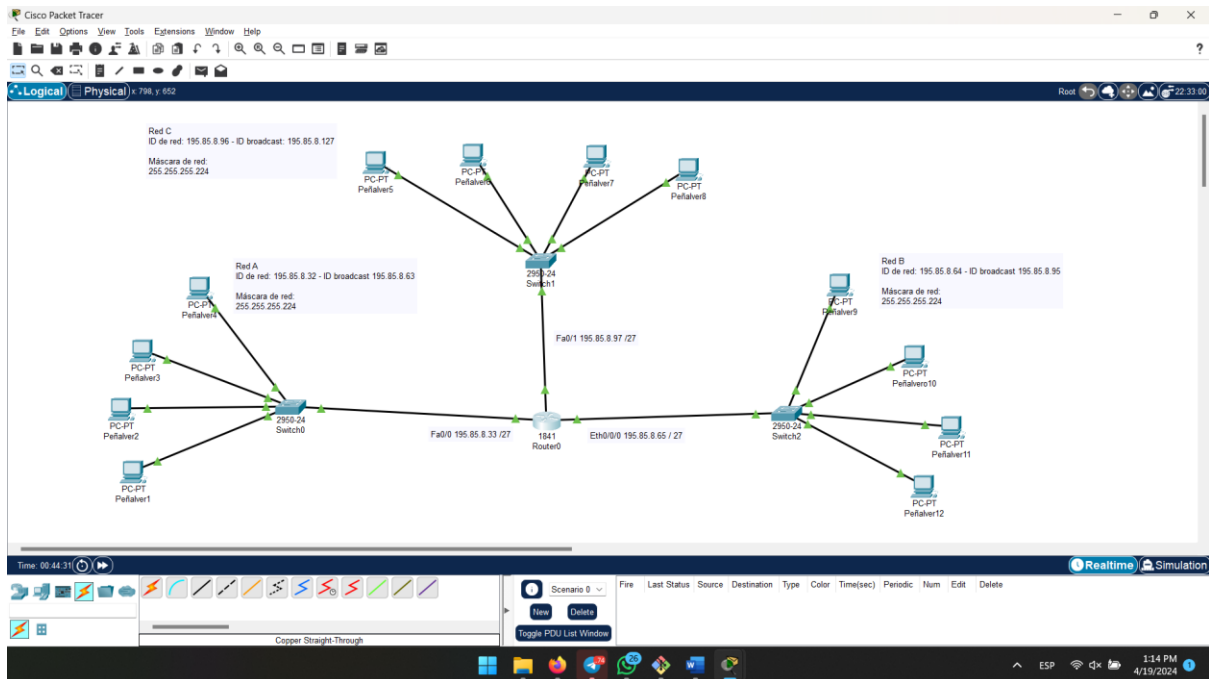 Cisco Packet Tracer
File Edit Options View Tools Extensions Window Help
?
Logical Physical x: 798, y: 652 Root 22:33:00
Red C
ID de red: 195.85.8.96 - ID broadcast: 195.85.8.127
Máscara de red:
255.255.255.224
PC-PT
Peñalver5
PC-PT
Peñalver6
PC-PT
Peñalver7
PC-PT
Peñalver8
2950-24
Switch1
Red A
ID de red: 195.85.8.32 - ID broadcast 195.85.8.63
Máscara de red:
255.255.255.224
PC-PT
Peñalver4
Red B
ID de red: 195.85.8.64 - ID broadcast 195.85.8.95
Máscara de red:
255.255.255.224
PC-PT
Peñalver9
Fa0/1 195.85.8.97 /27
PC-PT
Peñalver3
PC-PT
Peñalvero10
PC-PT
Peñalver2
2950-24
Switch0
Fa0/0 195.85.8.33 /27
1841
Router0
Eth0/0/0 195.85.8.65 / 27
2950-24
Switch2
PC-PT
Peñalver11
PC-PT
Peñalver1
PC-PT
Peñalver12
Time: 00:44:31 Realtime Simulation
Scenario 0 Fire Last Status Source Destination Type Color Time(sec) Periodic Num Edit Delete
New Delete
Toggle PDU List Window
Copper Straight-Through
ESP 1:14 PM
4/19/2024